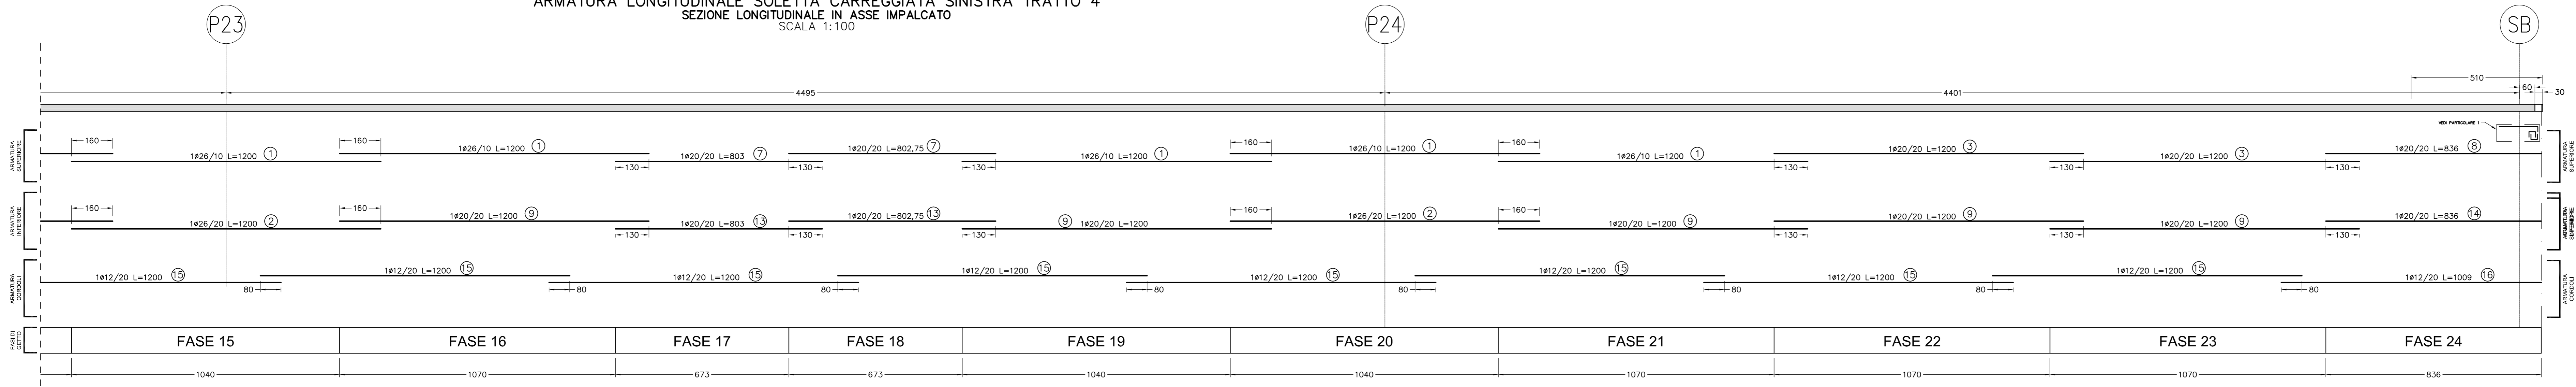 ARMATURA LONGITUDINALE SOLETTA CARREGGIATA SINISTRA TRATTO 4
SEZIONE LONGITUDINALE IN ASSE IMPALCATO
SCALA 1:100
P23 P24 SB
510
4495 4401 60 30
VEDI PARTICOLARE 1
ARMATURA SUPERIORE
160 160 160 160
1ø26/10 L=1200 1
1ø26/10 L=1200 1
1ø20/20 L=803 7
1ø20/20 L=802,75 7
1ø26/10 L=1200 1
1ø26/10 L=1200 1
1ø26/10 L=1200 1
1ø20/20 L=1200 3
1ø20/20 L=1200 3
1ø20/20 L=836 8
130 130 130 130 130 130
ARMATURA SUPERIORE
ARMATURA INFERIORE
160 160 160 160
1ø26/20 L=1200 2
1ø20/20 L=1200 9
1ø20/20 L=803 13
1ø20/20 L=802,75 13
9 1ø20/20 L=1200
1ø26/20 L=1200 2
1ø20/20 L=1200 9
1ø20/20 L=1200 9
1ø20/20 L=1200 9
1ø20/20 L=836 14
130 130 130 130 130 130
ARMATURA CORDOLI
1ø12/20 L=1200 15
1ø12/20 L=1200 15
1ø12/20 L=1200 15
1ø12/20 L=1200 15
1ø12/20 L=1200 15
1ø12/20 L=1200 15
1ø12/20 L=1200 15
1ø12/20 L=1200 15
1ø12/20 L=1009 16
80 80 80 80 80 80 80 80
ARMATURA CORDOLI
FASI DI GETTO
FASE 15 FASE 16 FASE 17 FASE 18 FASE 19 FASE 20 FASE 21 FASE 22 FASE 23 FASE 24
1040 1070 673 673 1040 1040 1070 1070 1070 836